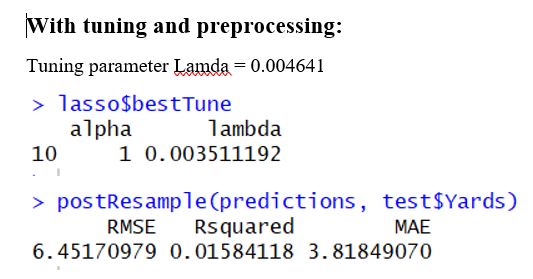 With tuning and preprocessing:
Tuning parameter Lamda = 0.004641
> lasso$bestTune
alpha lambda
10 1 0.003511192
> postResample(predictions, test$Yards)
RMSE Rsquared MAE
6.45170979 0.01584118 3.81849070